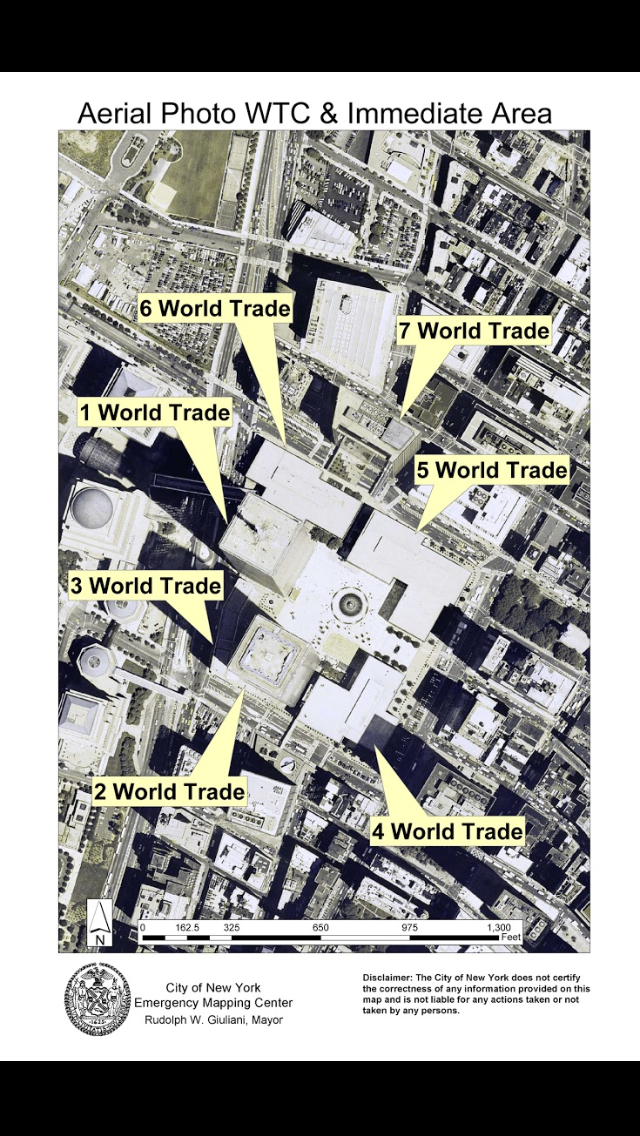 Aerial Photo WTC & Immediate Area
6 World Trade
7 World Trade
1 World Trade
5 World Trade
3 World Trade
2 World Trade
4 World Trade
N
0 162.5 325 650 975 1,300
Feet
City of New York
Emergency Mapping Center
Rudolph W. Giuliani, Mayor
Disclaimer: The City of New York does not certify
the correctness of any information provided on this
map and is not liable for any actions taken or not
taken by any persons.
1625